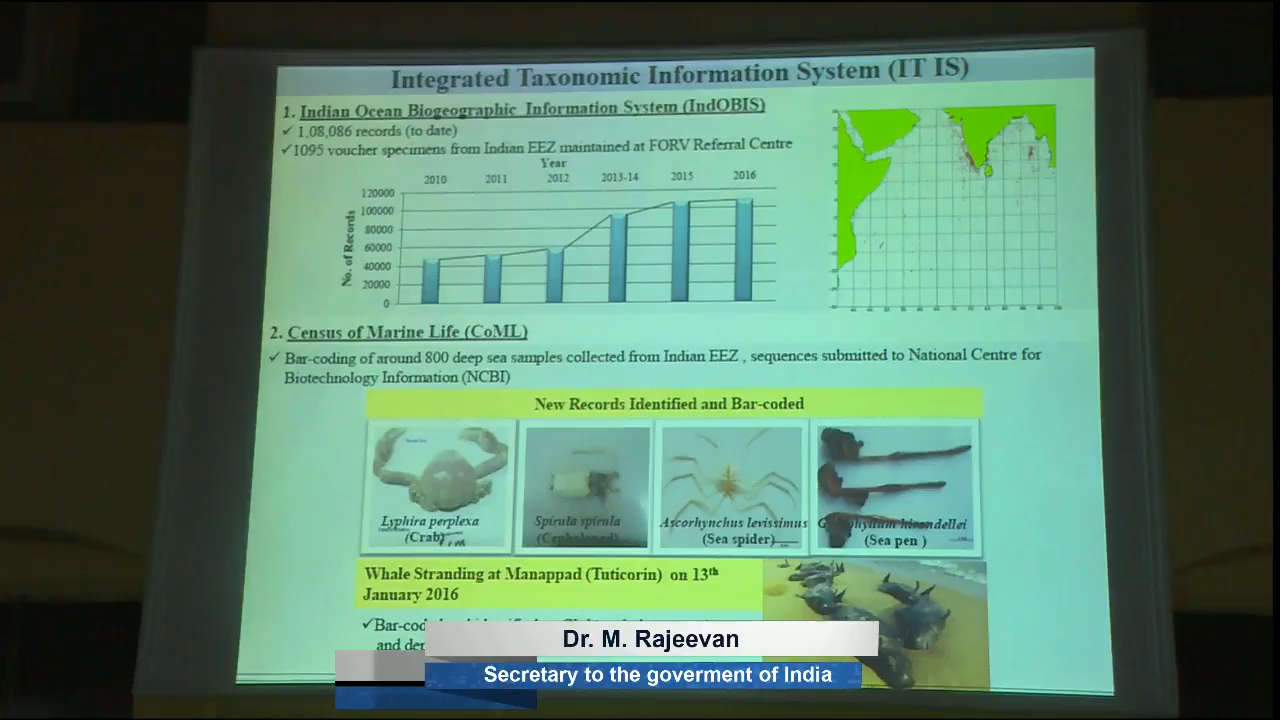 Integrated Taxonomic Information System (IT IS)
1. Indian Ocean Biogeographic Information System (IndOBIS)
✓ 1,08,086 records (to date)
✓1095 voucher specimens from Indian EEZ maintained at FORV Referral Centre
Year
2010 2011 2012 2013-14 2015 2016
No. of Records
120000
100000
80000
60000
40000
20000
0
2. Census of Marine Life (CoML)
✓ Bar-coding of around 800 deep sea samples collected from Indian EEZ , sequences submitted to National Centre for
Biotechnology Information (NCBI)
New Records Identified and Bar-coded
Lyphira perplexa
(Crab)
Spirula spirula
(Cephalopod)
Ascorhynchus levissimus
(Sea spider)
hirondellei
(Sea pen )
Whale Stranding at Manappad (Tuticorin) on 13th
January 2016
✓Bar-cod
and
Dr. M. Rajeevan
Secretary to the goverment of India